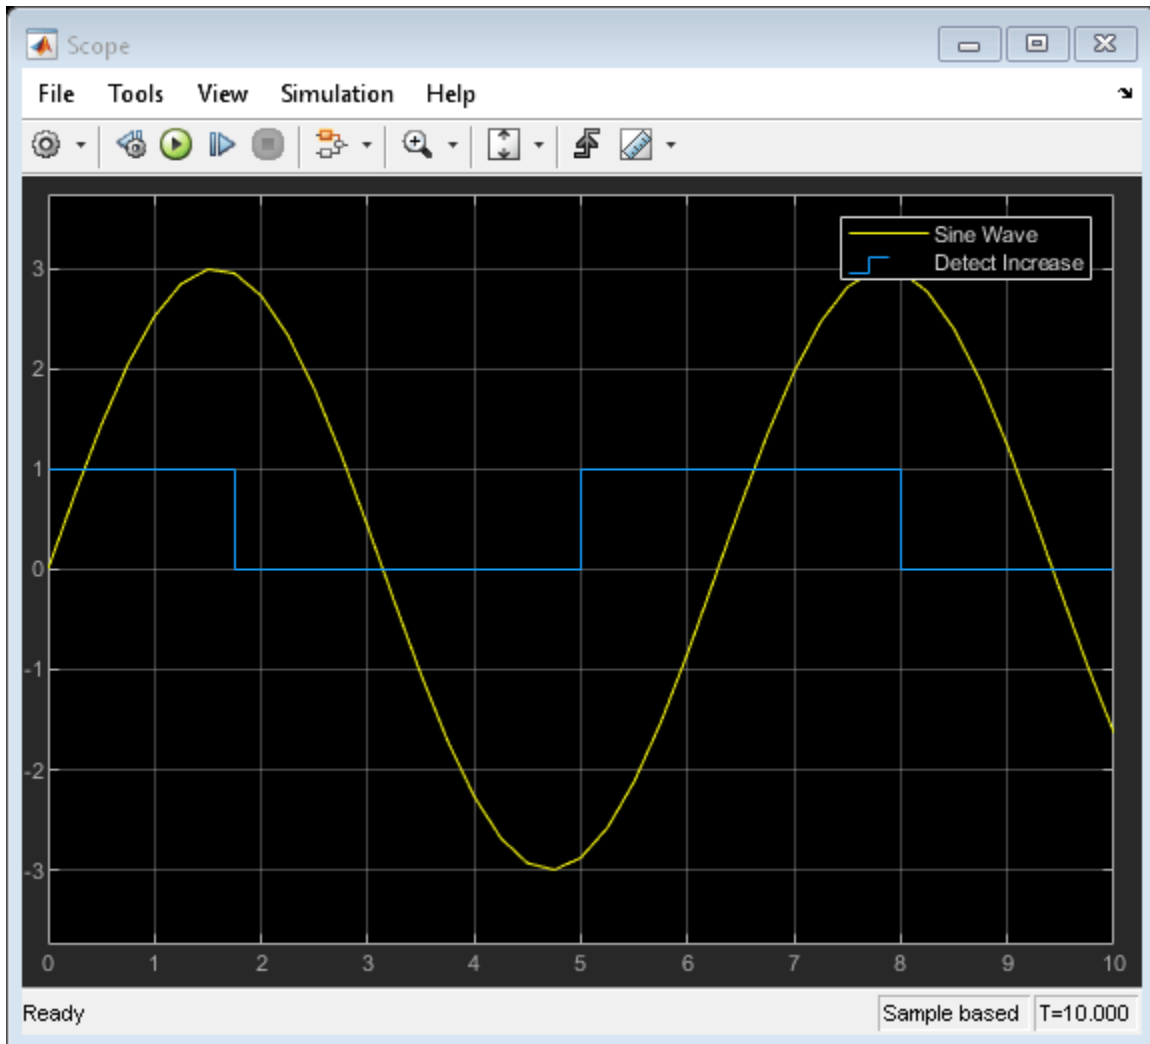 Scope
File Tools View Simulation Help
Sine Wave
Detect Increase
3
2
1
0
-1
-2
-3
0 1 2 3 4 5 6 7 8 9 10
Ready Sample based T=10.000